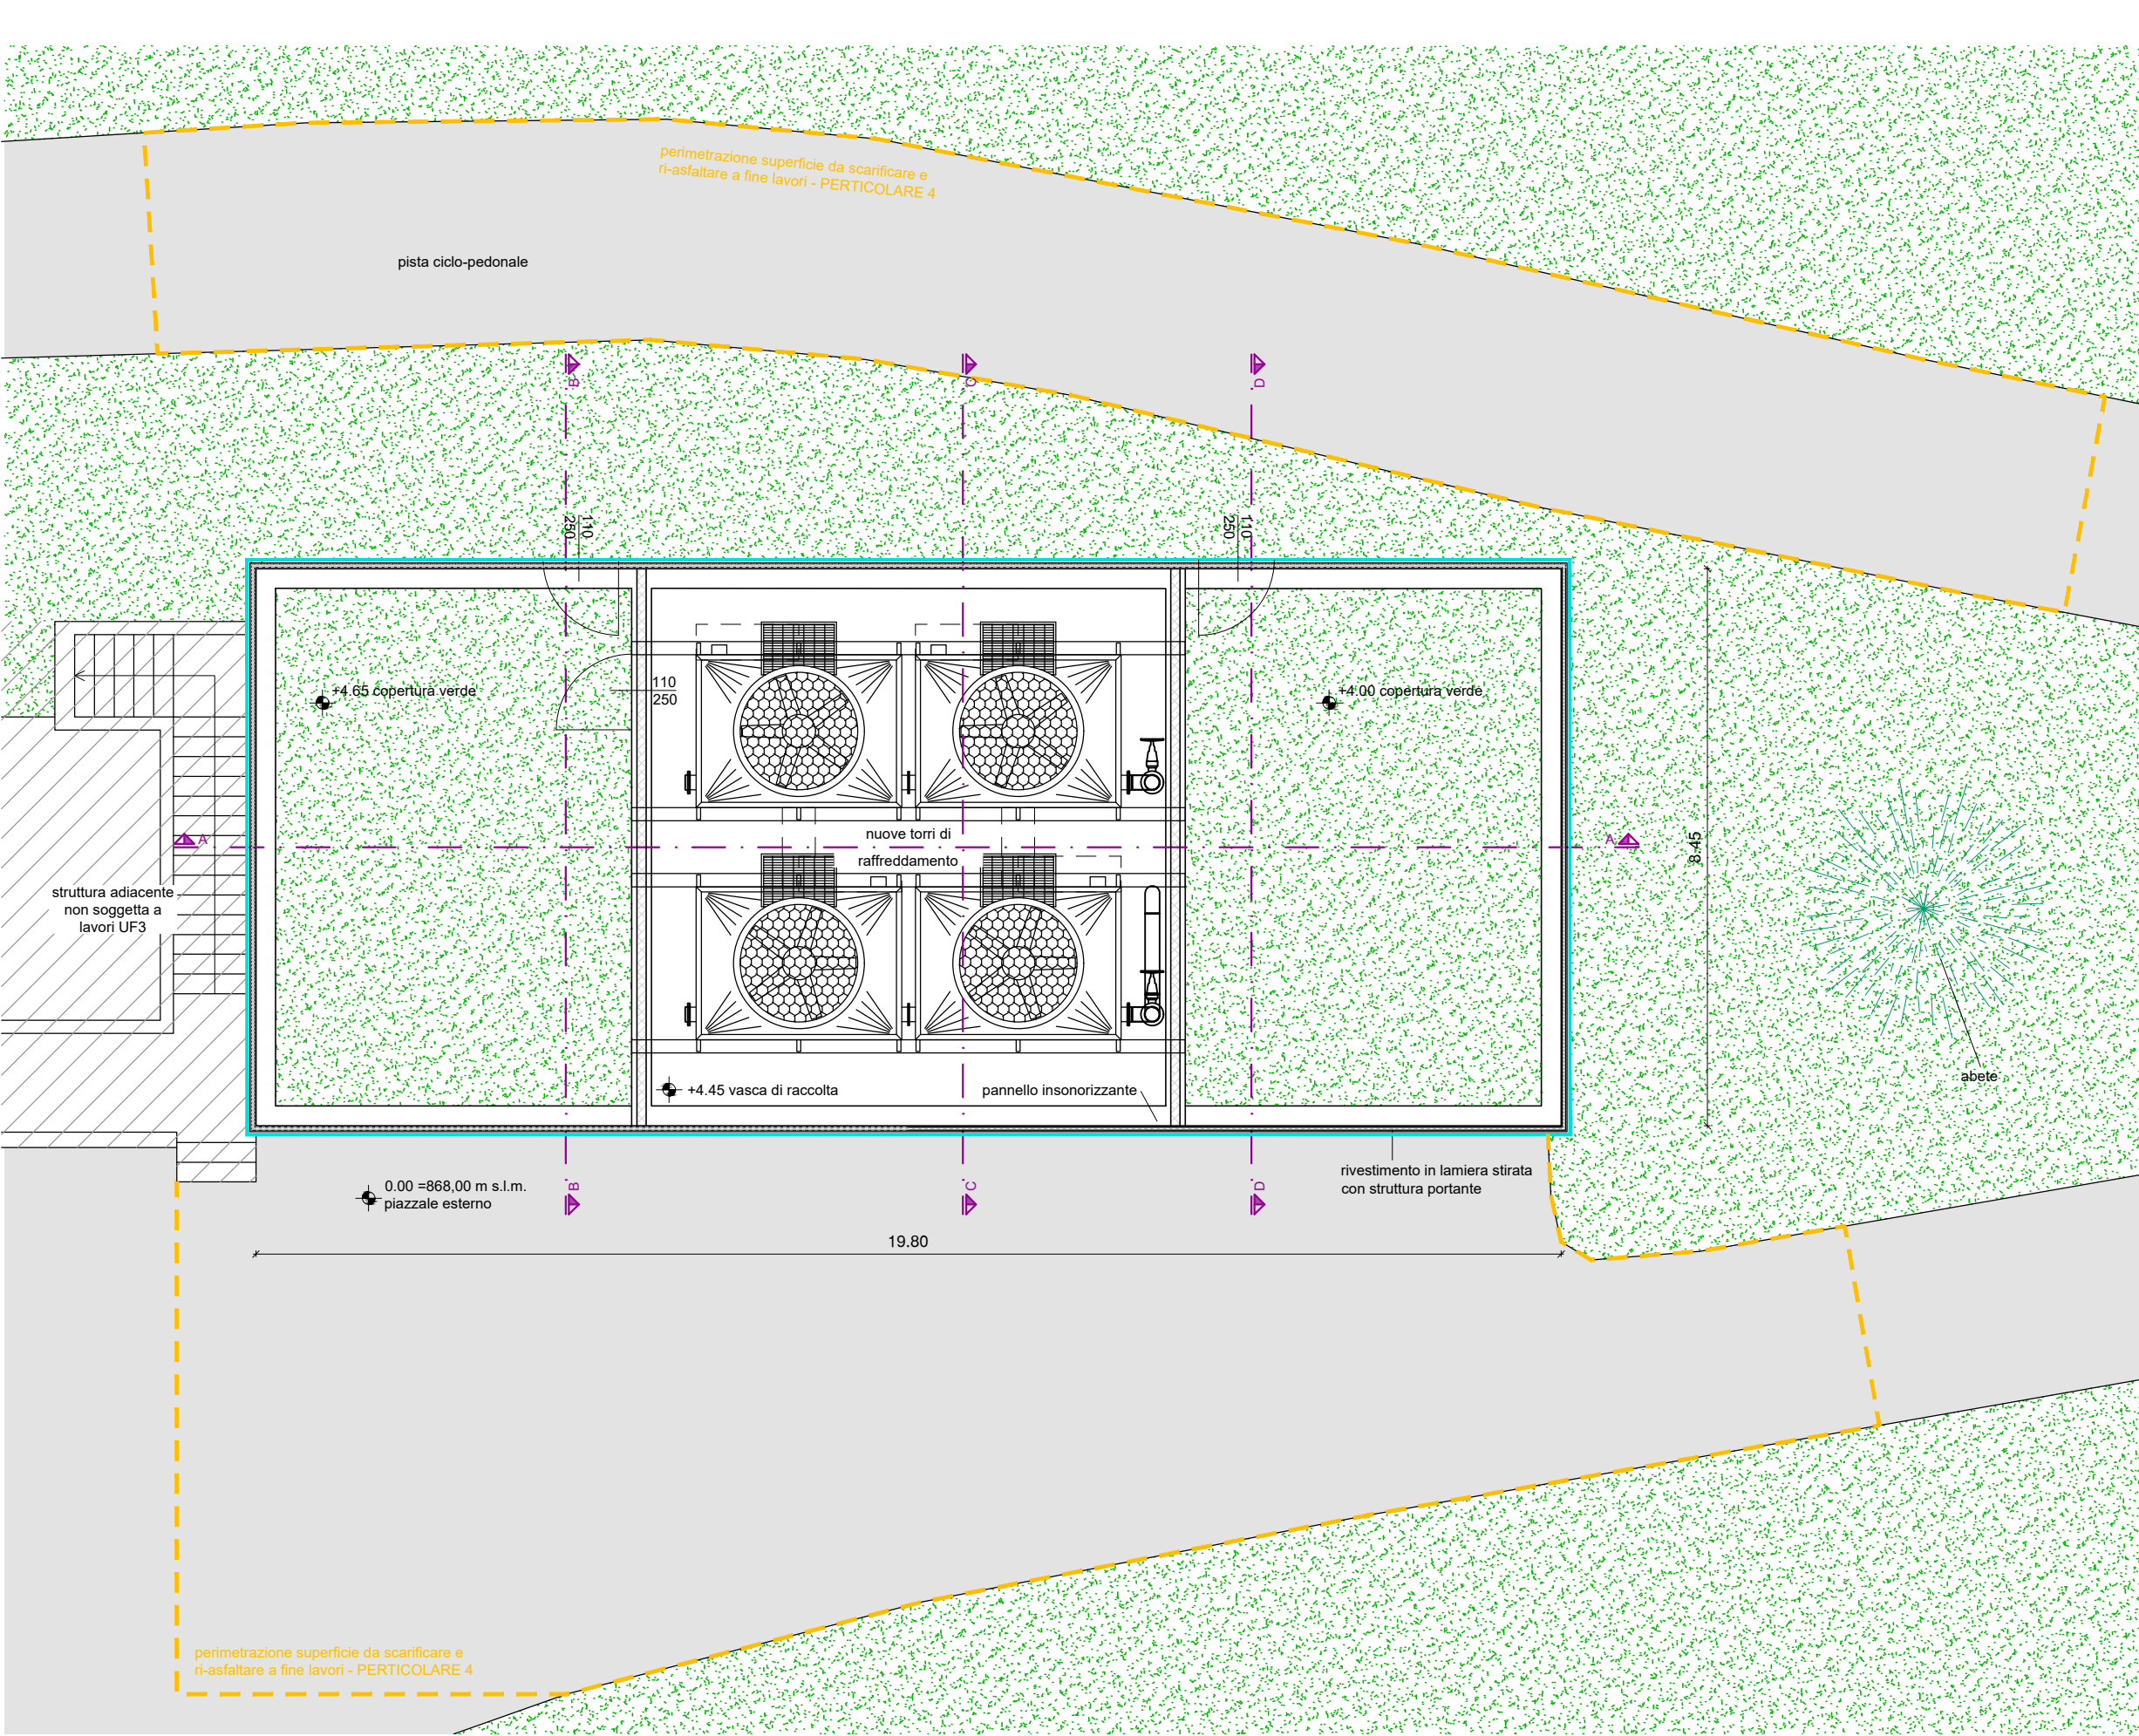 perimetrazione superficie da scarificare e
ri-asfaltare a fine lavori - PERTICOLARE 4
pista ciclo-pedonale
B
C
D
110
250
110
250
+4.65 copertura verde
110
250
+4.00 copertura verde
A
nuove torri di
raffreddamento
A
8.45
struttura adiacente
non soggetta a
lavori UF3
abete
+4.45 vasca di raccolta
pannello insonorizzante
rivestimento in lamiera stirata
con struttura portante
0.00 =868,00 m s.l.m.
piazzale esterno
B
C
D
19.80
perimetrazione superficie da scarificare e
ri-asfaltare a fine lavori - PERTICOLARE 4